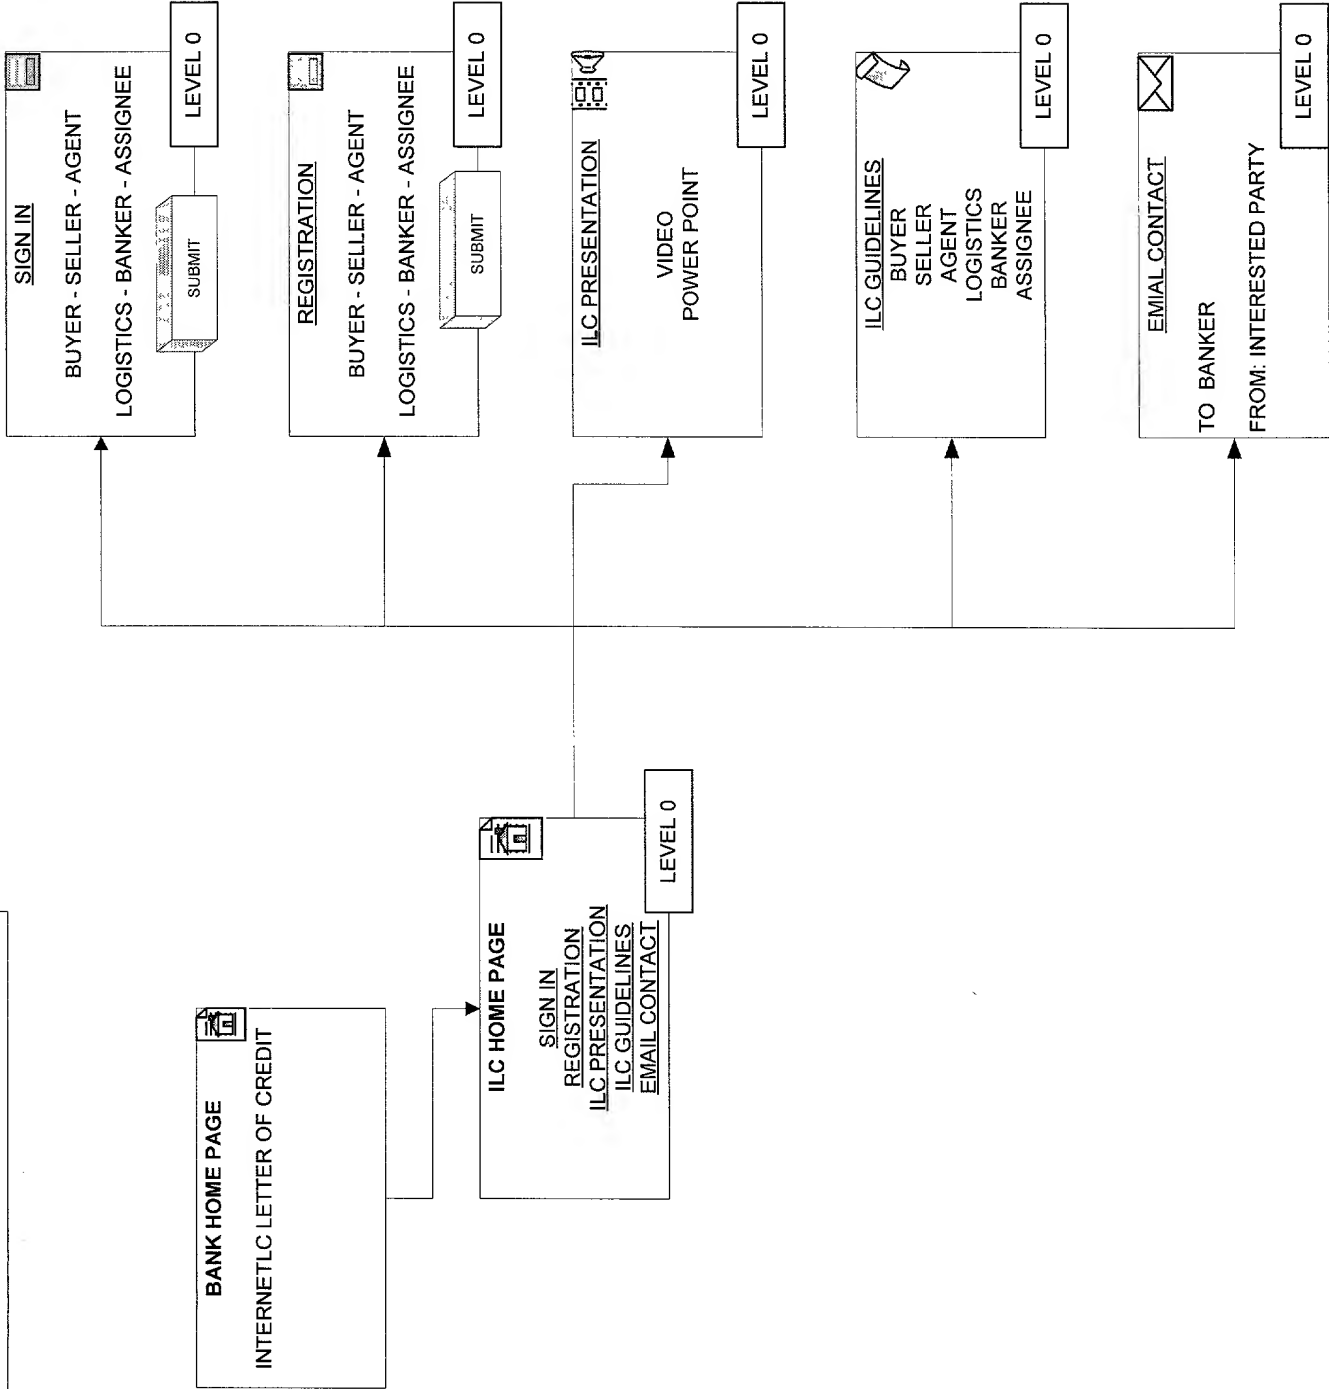 BANK HOME PAGE
INTERNETLC LETTER OF CREDIT
ILC HOME PAGE
SIGN IN
REGISTRATION
ILC PRESENTATION
ILC GUIDELINES
EMAIL CONTACT
LEVEL 0
SIGN IN
BUYER - SELLER - AGENT
LOGISTICS - BANKER - ASSIGNEE
SUBMIT
LEVEL 0
REGISTRATION
BUYER - SELLER - AGENT
LOGISTICS - BANKER - ASSIGNEE
SUBMIT
LEVEL 0
ILC PRESENTATION
VIDEO
POWER POINT
LEVEL 0
ILC GUIDELINES
BUYER
SELLER
AGENT
LOGISTICS
BANKER
ASSIGNEE
LEVEL 0
EMIAL CONTACT
TO BANKER
FROM: INTERESTED PARTY
LEVEL 0